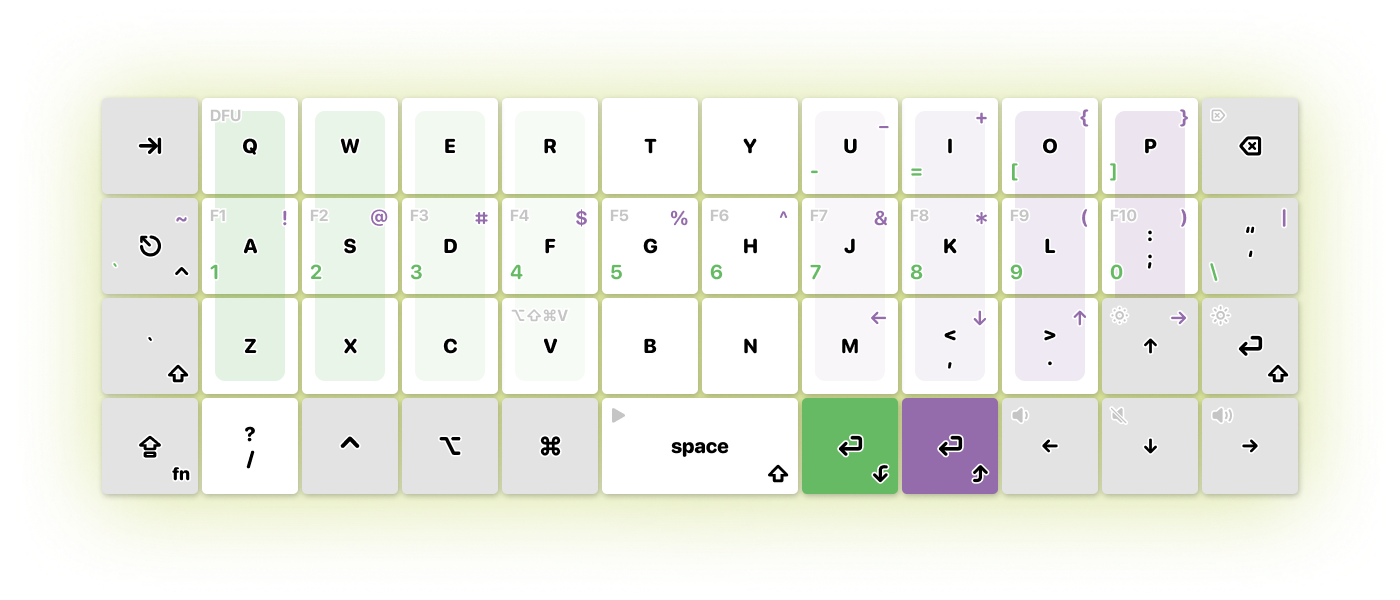 ⇥ DFU Q W E R T Y U _ - I + = O { [ P } ] ⌦ ⌫
~ ` ⎋ ^ F1 ! A 1 F2 @ S 2 F3 # D 3 F4 $ F 4 F5 % G 5 F6 ^ H 6 F7 & J 7 F8 * K 8 F9 ( L 9 F10 ) : ; 0 " ' | \
` ⇧ Z X C ⌥⇧⌘V V B N ← M ↓ < , ↑ > . → ↑ ↩ ⇧
⇪ fn ? / ^ ⌥ ⌘ space ⇧ ↩ ↩ ← ↓ →